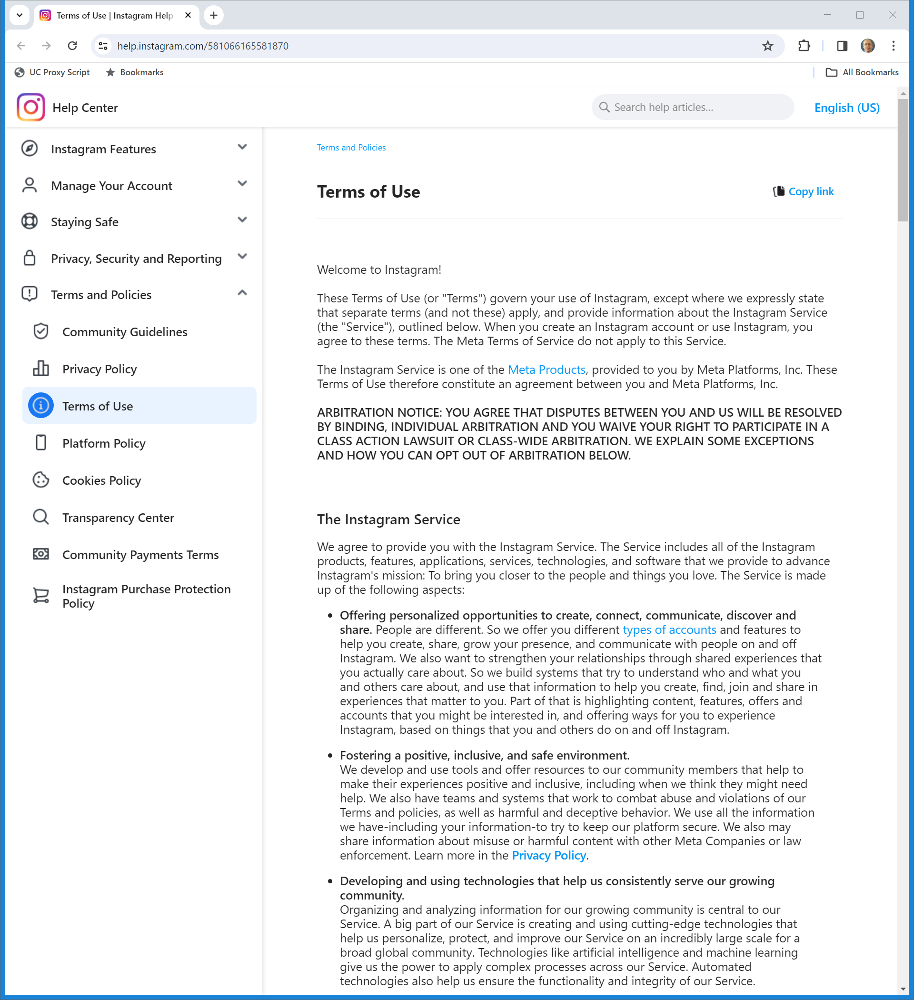 Terms of Use | Instagram Help
help.instagram.com/581066165581870
UC Proxy Script
Bookmarks
All Bookmarks
Help Center
Search help articles...
English (US)
Instagram Features
Manage Your Account
Staying Safe
Privacy, Security and Reporting
Terms and Policies
Community Guidelines
Privacy Policy
Terms of Use
Platform Policy
Cookies Policy
Transparency Center
Community Payments Terms
Instagram Purchase Protection
Policy
Terms and Policies
Terms of Use
Copy link
Welcome to Instagram!
These Terms of Use (or "Terms") govern your use of Instagram, except where we expressly state
that separate terms (and not these) apply, and provide information about the Instagram Service
(the "Service"), outlined below. When you create an Instagram account or use Instagram, you
agree to these terms. The Meta Terms of Service do not apply to this Service.
The Instagram Service is one of the Meta Products, provided to you by Meta Platforms, Inc. These
Terms of Use therefore constitute an agreement between you and Meta Platforms, Inc.
ARBITRATION NOTICE: YOU AGREE THAT DISPUTES BETWEEN YOU AND US WILL BE RESOLVED
BY BINDING, INDIVIDUAL ARBITRATION AND YOU WAIVE YOUR RIGHT TO PARTICIPATE IN A
CLASS ACTION LAWSUIT OR CLASS-WIDE ARBITRATION. WE EXPLAIN SOME EXCEPTIONS
AND HOW YOU CAN OPT OUT OF ARBITRATION BELOW.
The Instagram Service
We agree to provide you with the Instagram Service. The Service includes all of the Instagram
products, features, applications, services, technologies, and software that we provide to advance
Instagram's mission: To bring you closer to the people and things you love. The Service is made
up of the following aspects:
• Offering personalized opportunities to create, connect, communicate, discover and
share. People are different. So we offer you different types of accounts and features to
help you create, share, grow your presence, and communicate with people on and off
Instagram. We also want to strengthen your relationships through shared experiences that
you actually care about. So we build systems that try to understand who and what you
and others care about, and use that information to help you create, find, join and share in
experiences that matter to you. Part of that is highlighting content, features, offers and
accounts that you might be interested in, and offering ways for you to experience
Instagram, based on things that you and others do on and off Instagram.
• Fostering a positive, inclusive, and safe environment.
We develop and use tools and offer resources to our community members that help to
make their experiences positive and inclusive, including when we think they might need
help. We also have teams and systems that work to combat abuse and violations of our
Terms and policies, as well as harmful and deceptive behavior. We use all the information
we have-including your information-to try to keep our platform secure. We also may
share information about misuse or harmful content with other Meta Companies or law
enforcement. Learn more in the Privacy Policy.
• Developing and using technologies that help us consistently serve our growing
community.
Organizing and analyzing information for our growing community is central to our
Service. A big part of our Service is creating and using cutting-edge technologies that
help us personalize, protect, and improve our Service on an incredibly large scale for a
broad global community. Technologies like artificial intelligence and machine learning
give us the power to apply complex processes across our Service. Automated
technologies also help us ensure the functionality and integrity of our Service.